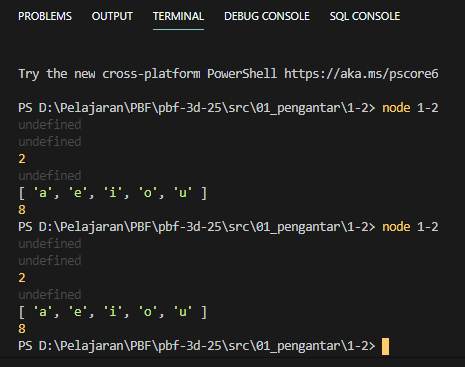 PROBLEMS OUTPUT TERMINAL DEBUG CONSOLE SQL CONSOLE
Try the new cross-platform PowerShell https://aka.ms/pscore6
PS D:\Pelajaran\PBF\pbf-3d-25\src\01_pengantar\1-2> node 1-2
undefined
undefined
2
undefined
[ 'a', 'e', 'i', 'o', 'u' ]
8
PS D:\Pelajaran\PBF\pbf-3d-25\src\01_pengantar\1-2> node 1-2
undefined
undefined
2
undefined
[ 'a', 'e', 'i', 'o', 'u' ]
8
PS D:\Pelajaran\PBF\pbf-3d-25\src\01_pengantar\1-2>